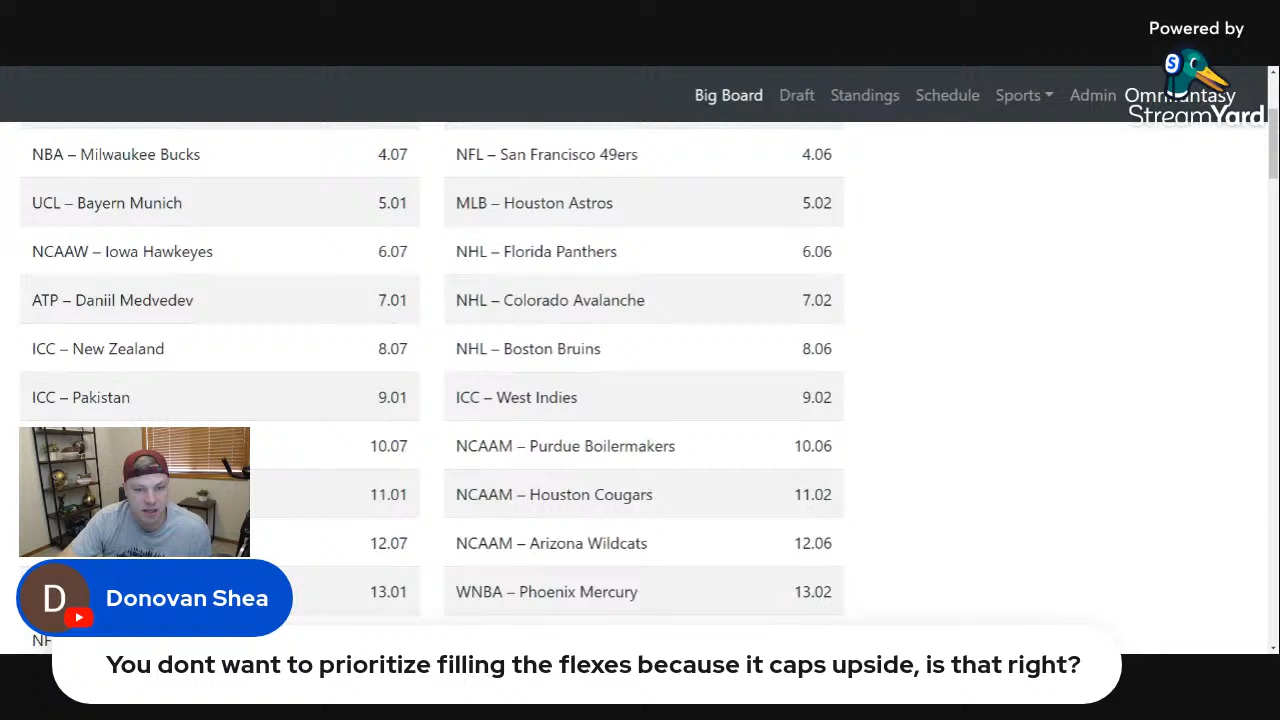 Powered by
Big Board Draft Standings Schedule Sports Admin Omnifantasy
StreamYard
NBA – Milwaukee Bucks 4.07 NFL – San Francisco 49ers 4.06
UCL – Bayern Munich 5.01 MLB – Houston Astros 5.02
NCAAW – Iowa Hawkeyes 6.07 NHL – Florida Panthers 6.06
ATP – Daniil Medvedev 7.01 NHL – Colorado Avalanche 7.02
ICC – New Zealand 8.07 NHL – Boston Bruins 8.06
ICC – Pakistan 9.01 ICC – West Indies 9.02
10.07 NCAAM – Purdue Boilermakers 10.06
11.01 NCAAM – Houston Cougars 11.02
12.07 NCAAM – Arizona Wildcats 12.06
13.01 WNBA – Phoenix Mercury 13.02
D Donovan Shea
You dont want to prioritize filling the flexes because it caps upside, is that right?